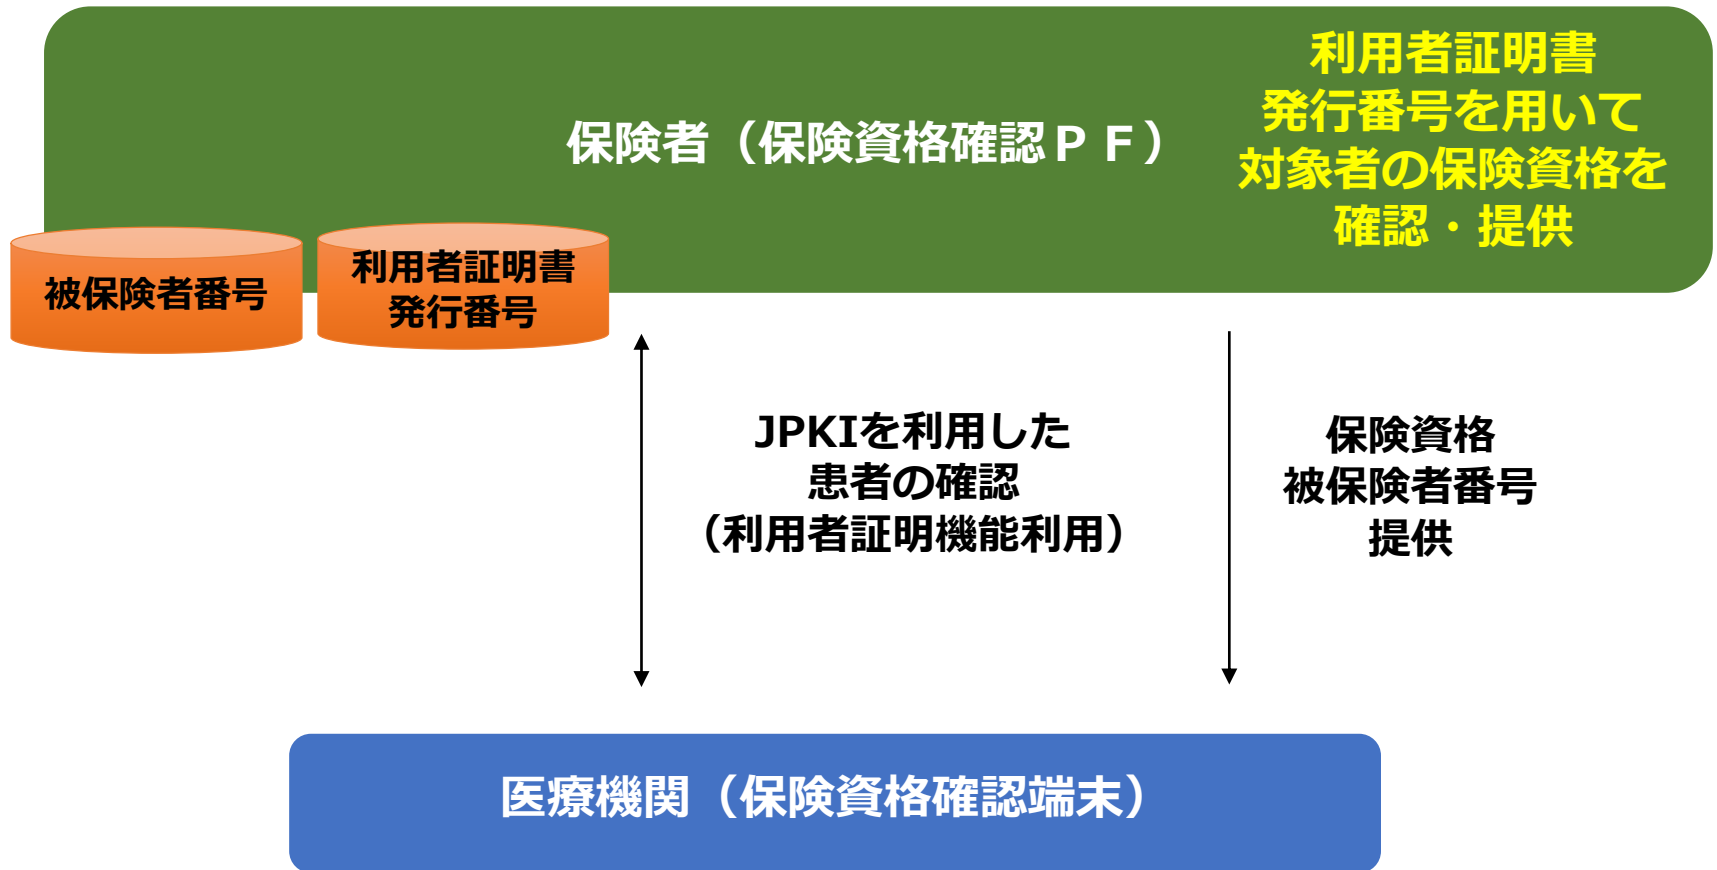 保険者（保険資格確認ＰＦ）
利用者証明書
発行番号を用いて
対象者の保険資格を
確認・提供
被保険者番号
利用者証明書
発行番号
JPKIを利用した
患者の確認
（利用者証明機能利用）
保険資格
被保険者番号
提供
医療機関（保険資格確認端末）